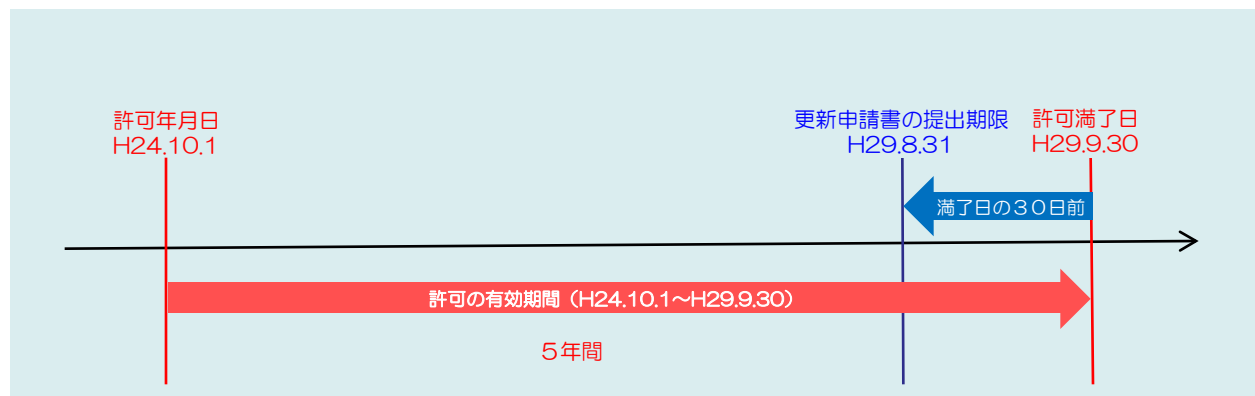 許可年月日
H24.10.1
更新申請書の提出期限
H29.8.31
許可満了日
H29.9.30
満了日の30日前
許可の有効期間（H24.10.1～H29.9.30）
5年間